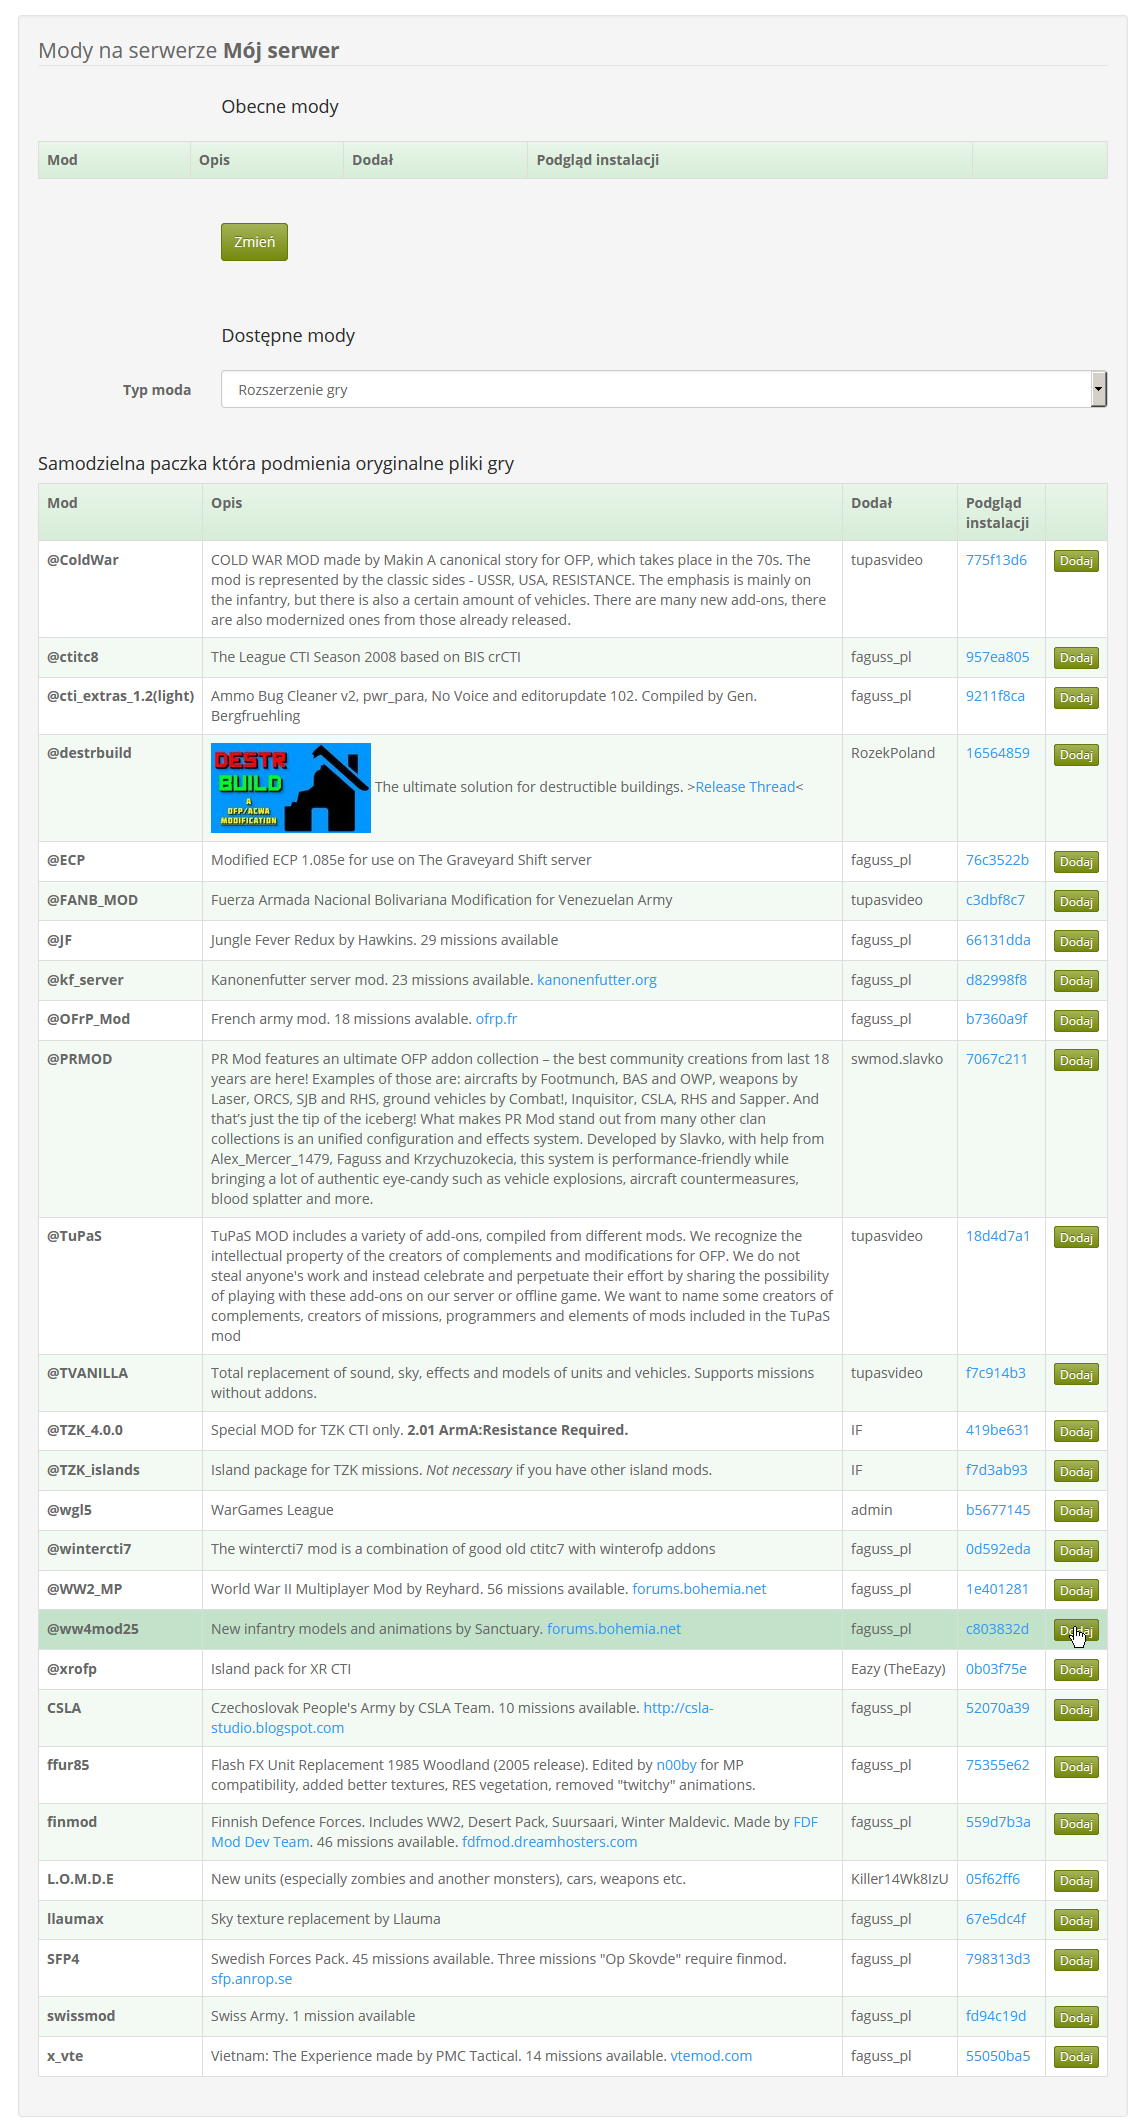 Mody na serwerze Mój serwer
Obecne mody
Mod Opis Dodał Podgląd instalacji
Zmień
Dostępne mody
Typ moda Rozszerzenie gry
Samodzielna paczka która podmienia oryginalne pliki gry
Mod Opis Dodał Podgląd
instalacji
@ColdWar COLD WAR MOD made by Makin A canonical story for OFP, which takes place in the 70s. The tupasvideo 775f13d6 Dodaj
mod is represented by the classic sides - USSR, USA, RESISTANCE. The emphasis is mainly on
the infantry, but there is also a certain amount of vehicles. There are many new add-ons, there
are also modernized ones from those already released.
@ctitc8 The League CTI Season 2008 based on BIS crCTI faguss_pl 957ea805 Dodaj
@cti_extras_1.2(light) Ammo Bug Cleaner v2, pwr_para, No Voice and editorupdate 102. Compiled by Gen. faguss_pl 9211f8ca Dodaj
Bergfruehling
@destrbuild RozekPoland 16564859 Dodaj
DESTR
BUILD
A
OFP/ACWA
MODIFICATION
The ultimate solution for destructible buildings. >Release Thread<
@ECP Modified ECP 1.085e for use on The Graveyard Shift server faguss_pl 76c3522b Dodaj
@FANB_MOD Fuerza Armada Nacional Bolivariana Modification for Venezuelan Army tupasvideo c3dbf8c7 Dodaj
@JF Jungle Fever Redux by Hawkins. 29 missions available faguss_pl 66131dda Dodaj
@kf_server Kanonenfutter server mod. 23 missions available. kanonenfutter.org faguss_pl d82998f8 Dodaj
@OFrP_Mod French army mod. 18 missions avalable. ofrp.fr faguss_pl b7360a9f Dodaj
@PRMOD PR Mod features an ultimate OFP addon collection – the best community creations from last 18 swmod.slavko 7067c211 Dodaj
years are here! Examples of those are: aircrafts by Footmunch, BAS and OWP, weapons by
Laser, ORCS, SJB and RHS, ground vehicles by Combat!, Inquisitor, CSLA, RHS and Sapper. And
that’s just the tip of the iceberg! What makes PR Mod stand out from many other clan
collections is an unified configuration and effects system. Developed by Slavko, with help from
Alex_Mercer_1479, Faguss and Krzychuzokecia, this system is performance-friendly while
bringing a lot of authentic eye-candy such as vehicle explosions, aircraft countermeasures,
blood splatter and more.
@TuPaS TuPaS MOD includes a variety of add-ons, compiled from different mods. We recognize the tupasvideo 18d4d7a1 Dodaj
intellectual property of the creators of complements and modifications for OFP. We do not
steal anyone's work and instead celebrate and perpetuate their effort by sharing the possibility
of playing with these add-ons on our server or offline game. We want to name some creators of
complements, creators of missions, programmers and elements of mods included in the TuPaS
mod
@TVANILLA Total replacement of sound, sky, effects and models of units and vehicles. Supports missions tupasvideo f7c914b3 Dodaj
without addons.
@TZK_4.0.0 Special MOD for TZK CTI only. 2.01 ArmA:Resistance Required. IF 419be631 Dodaj
@TZK_islands Island package for TZK missions. Not necessary if you have other island mods. IF f7d3ab93 Dodaj
@wgl5 WarGames League admin b5677145 Dodaj
@wintercti7 The wintercti7 mod is a combination of good old ctitc7 with winterofp addons faguss_pl 0d592eda Dodaj
@WW2_MP World War II Multiplayer Mod by Reyhard. 56 missions available. forums.bohemia.net faguss_pl 1e401281 Dodaj
@ww4mod25 New infantry models and animations by Sanctuary. forums.bohemia.net faguss_pl c803832d Dodaj
@xrofp Island pack for XR CTI Eazy (TheEazy) 0b03f75e Dodaj
CSLA Czechoslovak People's Army by CSLA Team. 10 missions available. http://csla- faguss_pl 52070a39 Dodaj
studio.blogspot.com
ffur85 Flash FX Unit Replacement 1985 Woodland (2005 release). Edited by n00by for MP faguss_pl 75355e62 Dodaj
compatibility, added better textures, RES vegetation, removed "twitchy" animations.
finmod Finnish Defence Forces. Includes WW2, Desert Pack, Suursaari, Winter Maldevic. Made by FDF faguss_pl 559d7b3a Dodaj
Mod Dev Team. 46 missions available. fdfmod.dreamhosters.com
L.O.M.D.E New units (especially zombies and another monsters), cars, weapons etc. Killer14Wk8IzU 05f62ff6 Dodaj
llaumax Sky texture replacement by Llauma faguss_pl 67e5dc4f Dodaj
SFP4 Swedish Forces Pack. 45 missions available. Three missions "Op Skovde" require finmod. faguss_pl 798313d3 Dodaj
sfp.anrop.se
swissmod Swiss Army. 1 mission available faguss_pl fd94c19d Dodaj
x_vte Vietnam: The Experience made by PMC Tactical. 14 missions available. vtemod.com faguss_pl 55050ba5 Dodaj